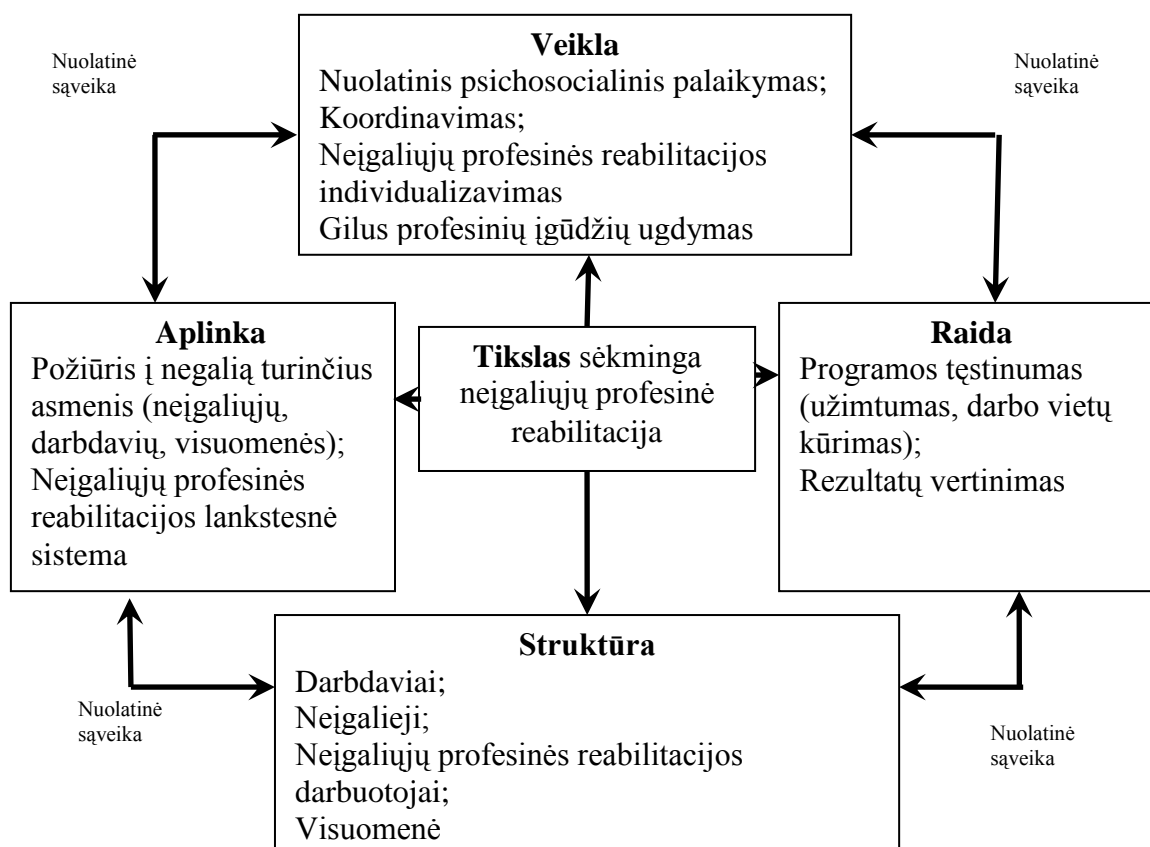 Veikla
Nuolatinis psichosocialinis palaikymas;
Koordinavimas;
Neįgaliųjų profesinės reabilitacijos
individualizavimas
Gilus profesinių įgūdžių ugdymas
Nuolatinė
sąveika
Nuolatinė
sąveika
Aplinka
Požiūris į negalią turinčius
asmenis (neįgaliųjų,
darbdavių, visuomenės);
Neįgaliųjų profesinės
reabilitacijos lankstesnė
sistema
Tikslas sėkminga
neįgaliųjų profesinė
reabilitacija
Raida
Programos tęstinumas
(užimtumas, darbo vietų
kūrimas);
Rezultatų vertinimas
Struktūra
Darbdaviai;
Neįgalieji;
Neįgaliųjų profesinės reabilitacijos
darbuotojai;
Visuomenė
Nuolatinė
sąveika
Nuolatinė
sąveika